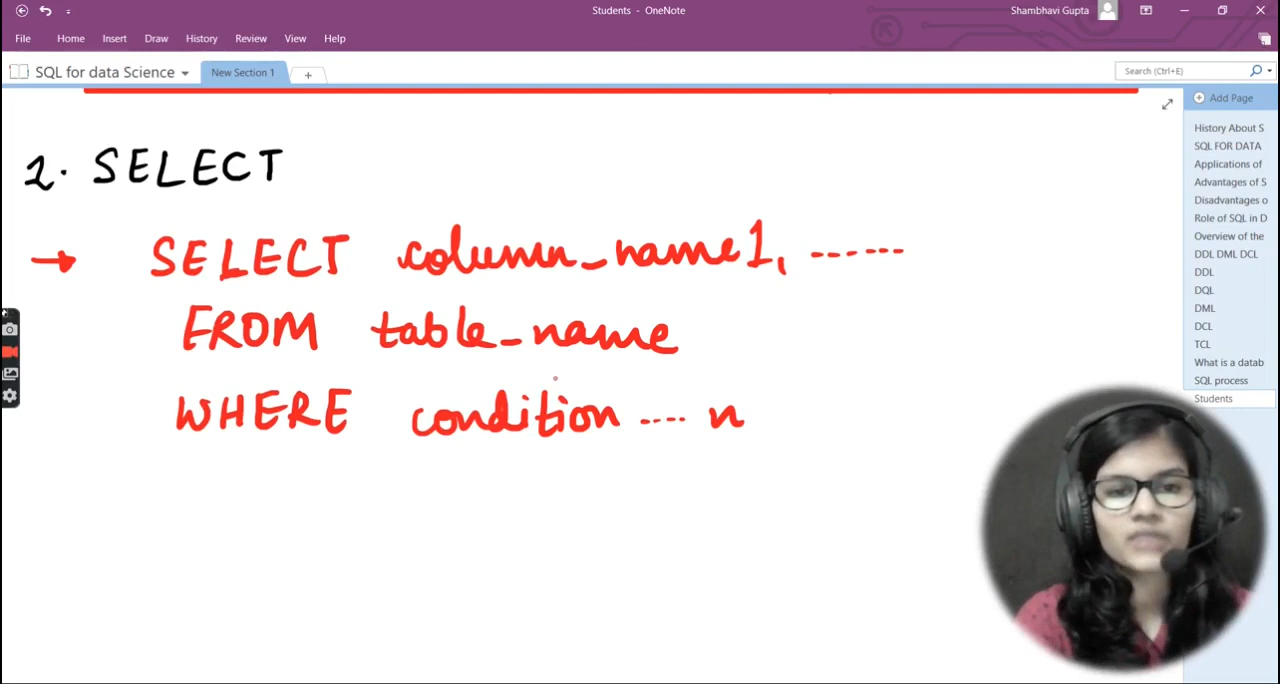 Students - OneNote
Shambhavi Gupta
File Home Insert Draw History Review View Help
SQL for data Science
New Section 1
+
Search (Ctrl+E)
Add Page
2. SELECT
→ SELECT column_name1, ......
FROM table_name
WHERE condition .... n
History About S
SQL FOR DATA
Applications of
Advantages of S
Disadvantages o
Role of SQL in D
Overview of the
DDL DML DCL
DDL
DQL
DML
DCL
TCL
What is a datab
SQL process
Students